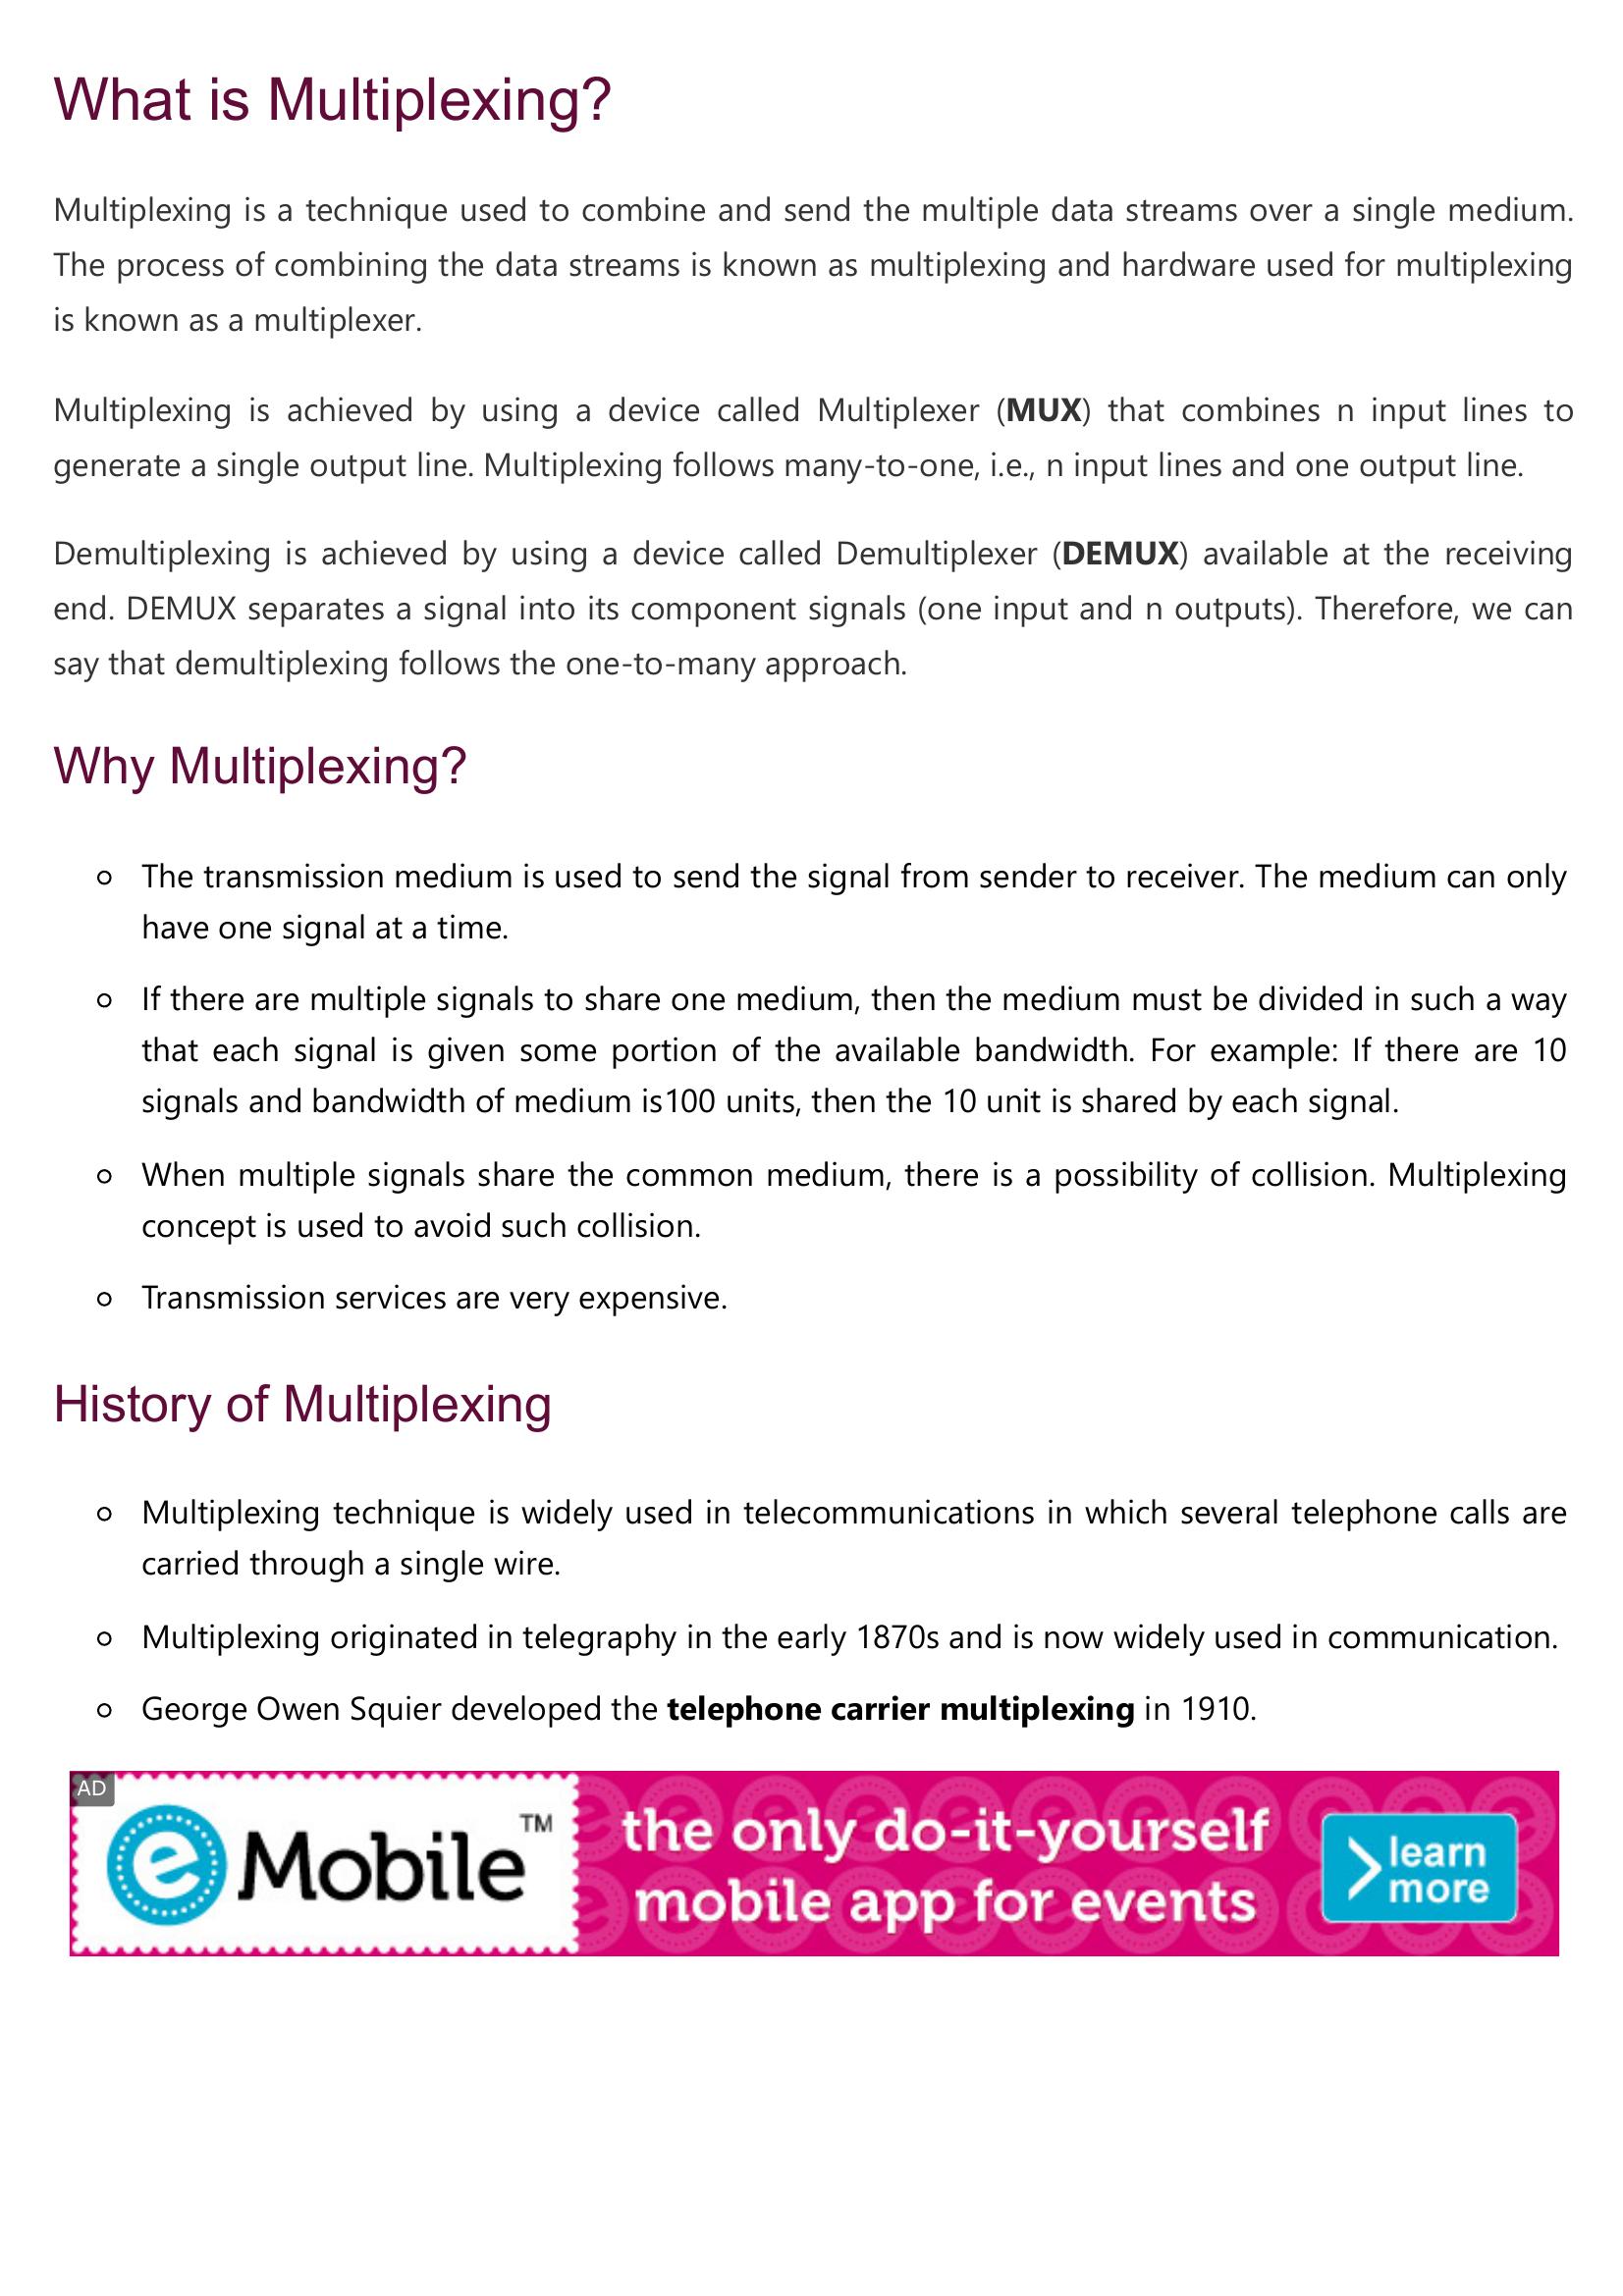 What is Multiplexing?
Multiplexing is a technique used to combine and send the multiple data streams over a single medium.
The process of combining the data streams is known as multiplexing and hardware used for multiplexing
is known as a multiplexer.
Multiplexing is achieved by using a device called Multiplexer (MUX) that combines n input lines to
generate a single output line. Multiplexing follows many-to-one, i.e., n input lines and one output line.
Demultiplexing is achieved by using a device called Demultiplexer (DEMUX) available at the receiving
end. DEMUX separates a signal into its component signals (one input and n outputs). Therefore, we can
say that demultiplexing follows the one-to-many approach.
Why Multiplexing?
The transmission medium is used to send the signal from sender to receiver. The medium can only
have one signal at a time.
If there are multiple signals to share one medium, then the medium must be divided in such a way
that each signal is given some portion of the available bandwidth. For example: If there are 10
signals and bandwidth of medium is100 units, then the 10 unit is shared by each signal.
When multiple signals share the common medium, there is a possibility of collision. Multiplexing
concept is used to avoid such collision.
Transmission services are very expensive.
History of Multiplexing
Multiplexing technique is widely used in telecommunications in which several telephone calls are
carried through a single wire.
Multiplexing originated in telegraphy in the early 1870s and is now widely used in communication.
George Owen Squier developed the telephone carrier multiplexing in 1910.
AD
e Mobile™
the only do-it-yourself
mobile app for events
learn
more